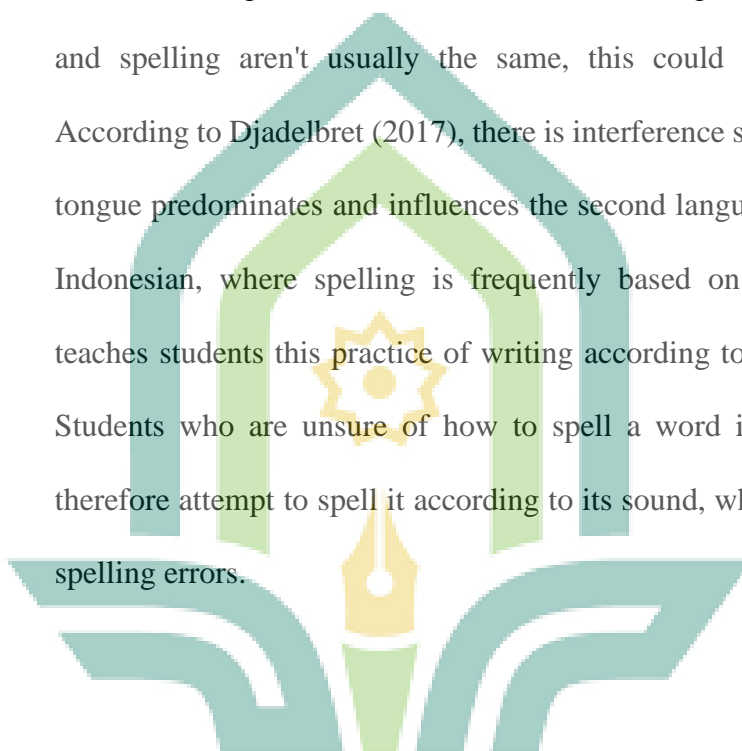 and spelling aren't usually the same, this could
According to Djadelbret (2017), there is interference s
tongue predominates and influences the second langu
Indonesian, where spelling is frequently based on
teaches students this practice of writing according to
Students who are unsure of how to spell a word i
therefore attempt to spell it according to its sound, wh
spelling errors.